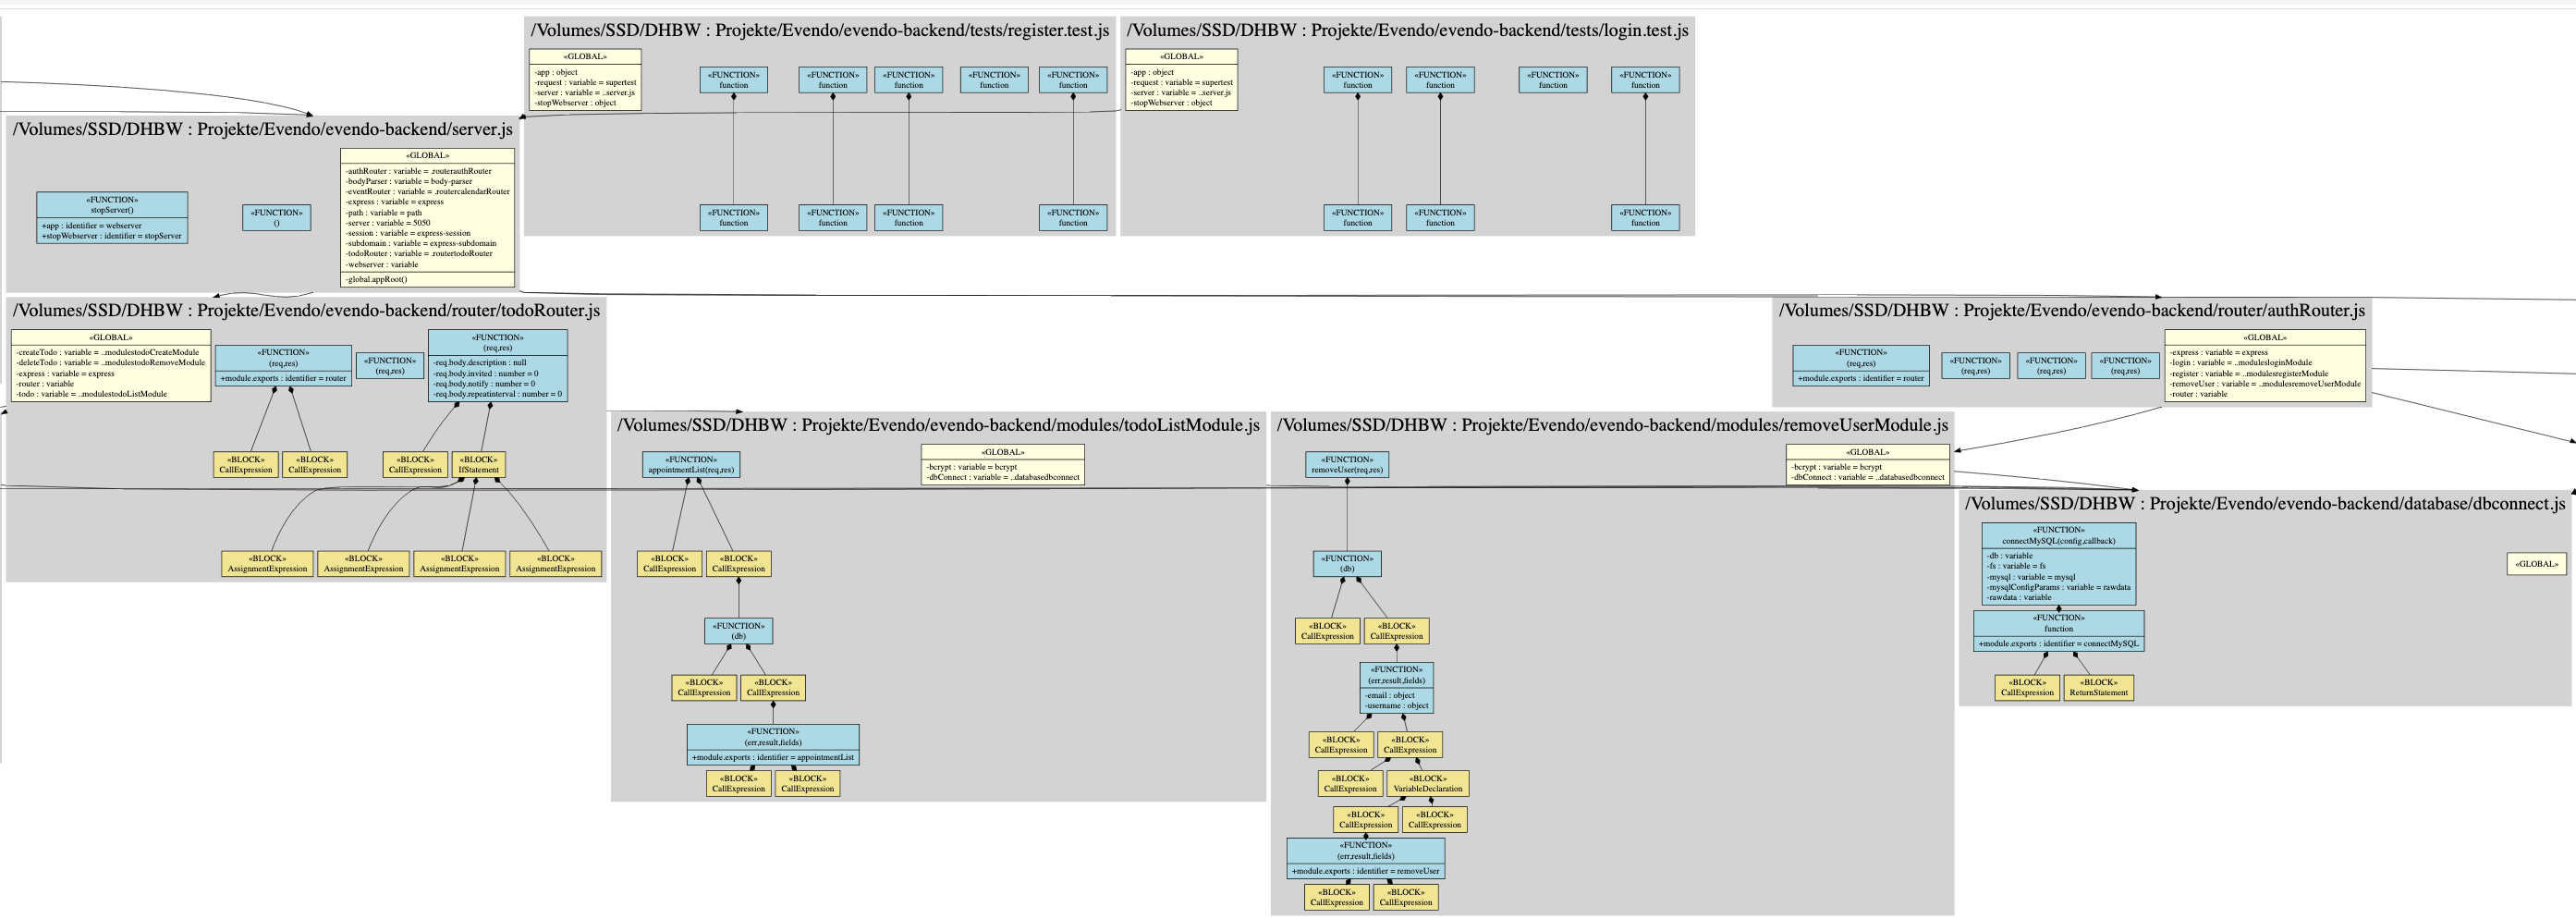 /Volumes/SSD/DHBW : Projekte/Evendo/evendo-backend/tests/register.test.js
«GLOBAL»
-app : object
-request : variable = supertest
-server : variable = ..server.js
-stopWebserver : object
«FUNCTION»
function
«FUNCTION»
function
«FUNCTION»
function
«FUNCTION»
function
«FUNCTION»
function
«FUNCTION»
function
«FUNCTION»
function
«FUNCTION»
function
«FUNCTION»
function
/Volumes/SSD/DHBW : Projekte/Evendo/evendo-backend/tests/login.test.js
«GLOBAL»
-app : object
-request : variable = supertest
-server : variable = ..server.js
-stopWebserver : object
«FUNCTION»
function
«FUNCTION»
function
«FUNCTION»
function
«FUNCTION»
function
«FUNCTION»
function
«FUNCTION»
function
«FUNCTION»
function
/Volumes/SSD/DHBW : Projekte/Evendo/evendo-backend/server.js
«FUNCTION»
stopServer()
+app : identifier = webserver
+stopWebserver : identifier = stopServer
«FUNCTION»
()
«GLOBAL»
-authRouter : variable = .routerauthRouter
-bodyParser : variable = body-parser
-eventRouter : variable = .routercalendarRouter
-express : variable = express
-path : variable = path
-server : variable = 5050
-session : variable = express-session
-subdomain : variable = express-subdomain
-todoRouter : variable = .routertodoRouter
-webserver : variable
-global.appRoot()
/Volumes/SSD/DHBW : Projekte/Evendo/evendo-backend/router/todoRouter.js
«GLOBAL»
-createTodo : variable = ..modulestodoCreateModule
-deleteTodo : variable = ..modulestodoRemoveModule
-express : variable = express
-router : variable
-todo : variable = ..modulestodoListModule
«FUNCTION»
(req,res)
+module.exports : identifier = router
«FUNCTION»
(req,res)
«FUNCTION»
(req,res)
-req.body.description : null
-req.body.invited : number = 0
-req.body.notify : number = 0
-req.body.repeatinterval : number = 0
«BLOCK»
CallExpression
«BLOCK»
CallExpression
«BLOCK»
CallExpression
«BLOCK»
IfStatement
«BLOCK»
AssignmentExpression
«BLOCK»
AssignmentExpression
«BLOCK»
AssignmentExpression
«BLOCK»
AssignmentExpression
/Volumes/SSD/DHBW : Projekte/Evendo/evendo-backend/router/authRouter.js
«FUNCTION»
(req,res)
+module.exports : identifier = router
«FUNCTION»
(req,res)
«FUNCTION»
(req,res)
«FUNCTION»
(req,res)
«GLOBAL»
-express : variable = express
-login : variable = ..modulesloginModule
-register : variable = ..modulesregisterModule
-removeUser : variable = ..modulesremoveUserModule
-router : variable
/Volumes/SSD/DHBW : Projekte/Evendo/evendo-backend/modules/todoListModule.js
«FUNCTION»
appointmentList(req,res)
«GLOBAL»
-bcrypt : variable = bcrypt
-dbConnect : variable = ..databasedbconnect
«BLOCK»
CallExpression
«BLOCK»
CallExpression
«FUNCTION»
(db)
«BLOCK»
CallExpression
«BLOCK»
CallExpression
«FUNCTION»
(err,result,fields)
+module.exports : identifier = appointmentList
«BLOCK»
CallExpression
«BLOCK»
CallExpression
/Volumes/SSD/DHBW : Projekte/Evendo/evendo-backend/modules/removeUserModule.js
«FUNCTION»
removeUser(req,res)
«GLOBAL»
-bcrypt : variable = bcrypt
-dbConnect : variable = ..databasedbconnect
«FUNCTION»
(db)
«BLOCK»
CallExpression
«BLOCK»
CallExpression
«FUNCTION»
(err,result,fields)
-email : object
-username : object
«BLOCK»
CallExpression
«BLOCK»
CallExpression
«BLOCK»
CallExpression
«BLOCK»
VariableDeclaration
«BLOCK»
CallExpression
«BLOCK»
CallExpression
«FUNCTION»
(err,result,fields)
+module.exports : identifier = removeUser
«BLOCK»
CallExpression
«BLOCK»
CallExpression
/Volumes/SSD/DHBW : Projekte/Evendo/evendo-backend/database/dbconnect.js
«FUNCTION»
connectMySQL(config,callback)
-db : variable
-fs : variable = fs
-mysql : variable = mysql
-mysqlConfigParams : variable = rawdata
-rawdata : variable
«GLOBAL»
«FUNCTION»
function
+module.exports : identifier = connectMySQL
«BLOCK»
CallExpression
«BLOCK»
ReturnStatement